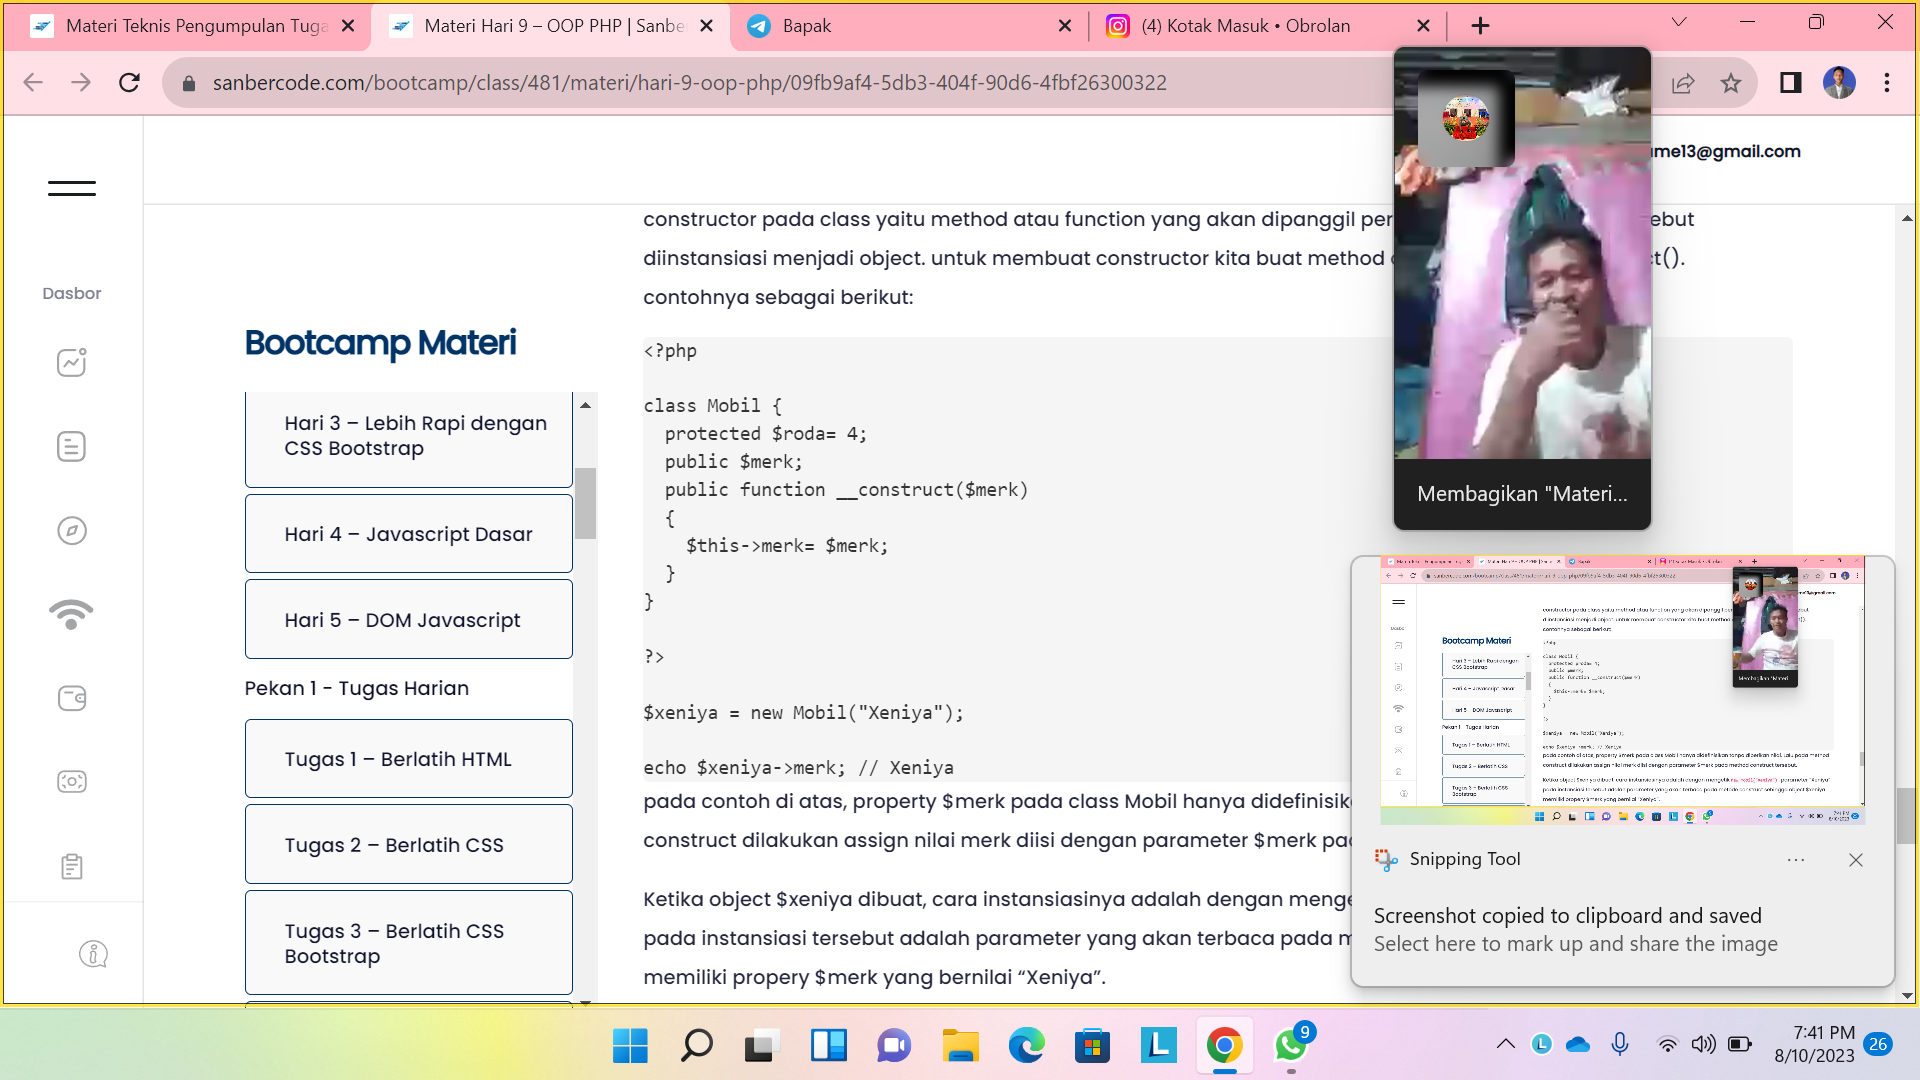 Materi Teknis Pengumpulan Tuga
Materi Hari 9 – OOP PHP | Sanbe
Bapak
(4) Kotak Masuk • Obrolan
sanbercode.com/bootcamp/class/481/materi/hari-9-oop-php/09fb9af4-5db3-404f-90d6-4fbf26300322
me13@gmail.com
Dasbor
Bootcamp Materi
Hari 3 – Lebih Rapi dengan
CSS Bootstrap
Hari 4 – Javascript Dasar
Hari 5 – DOM Javascript
Pekan 1 - Tugas Harian
Tugas 1 – Berlatih HTML
Tugas 2 – Berlatih CSS
Tugas 3 – Berlatih CSS
Bootstrap
constructor pada class yaitu method atau function yang akan dipanggil per ebut
diinstansiasi menjadi object. untuk membuat constructor kita buat method ct().
contohnya sebagai berikut:
<?php
class Mobil {
protected $roda= 4;
public $merk;
public function __construct($merk)
{
$this->merk= $merk;
}
}
?>
$xeniya = new Mobil("Xeniya");
echo $xeniya->merk; // Xeniya
pada contoh di atas, property $merk pada class Mobil hanya didefinisik
construct dilakukan assign nilai merk diisi dengan parameter $merk pa
Ketika object $xeniya dibuat, cara instansiasinya adalah dengan menge
pada instansiasi tersebut adalah parameter yang akan terbaca pada m
memiliki propery $merk yang bernilai “Xeniya”.
Membagikan "Materi...
Snipping Tool
Screenshot copied to clipboard and saved
Select here to mark up and share the image
9
7:41 PM
8/10/2023
26